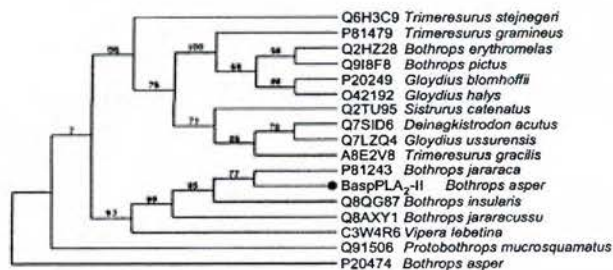 Q6H3C9 Trimeresurus stejnegeri
P81479 Trimeresurus gramineus
Q2HZ28 Bothrops erythromelas
Q9I8F8 Bothrops pictus
P20249 Gloydius blomhoffii
O42192 Gloydius halys
Q2TU95 Sistrurus catenatus
Q7SID6 Deinagkistrodon acutus
Q7LZQ4 Gloydius ussurensis
A8E2V8 Trimeresurus gracilis
P81243 Bothrops jararaca
BaspPLA2-II Bothrops asper
Q8QG87 Bothrops insularis
Q8AXY1 Bothrops jararacussu
C3W4R6 Vipera lebetina
Q91506 Protobothrops mucrosquamatus
P20474 Bothrops asper
100
77